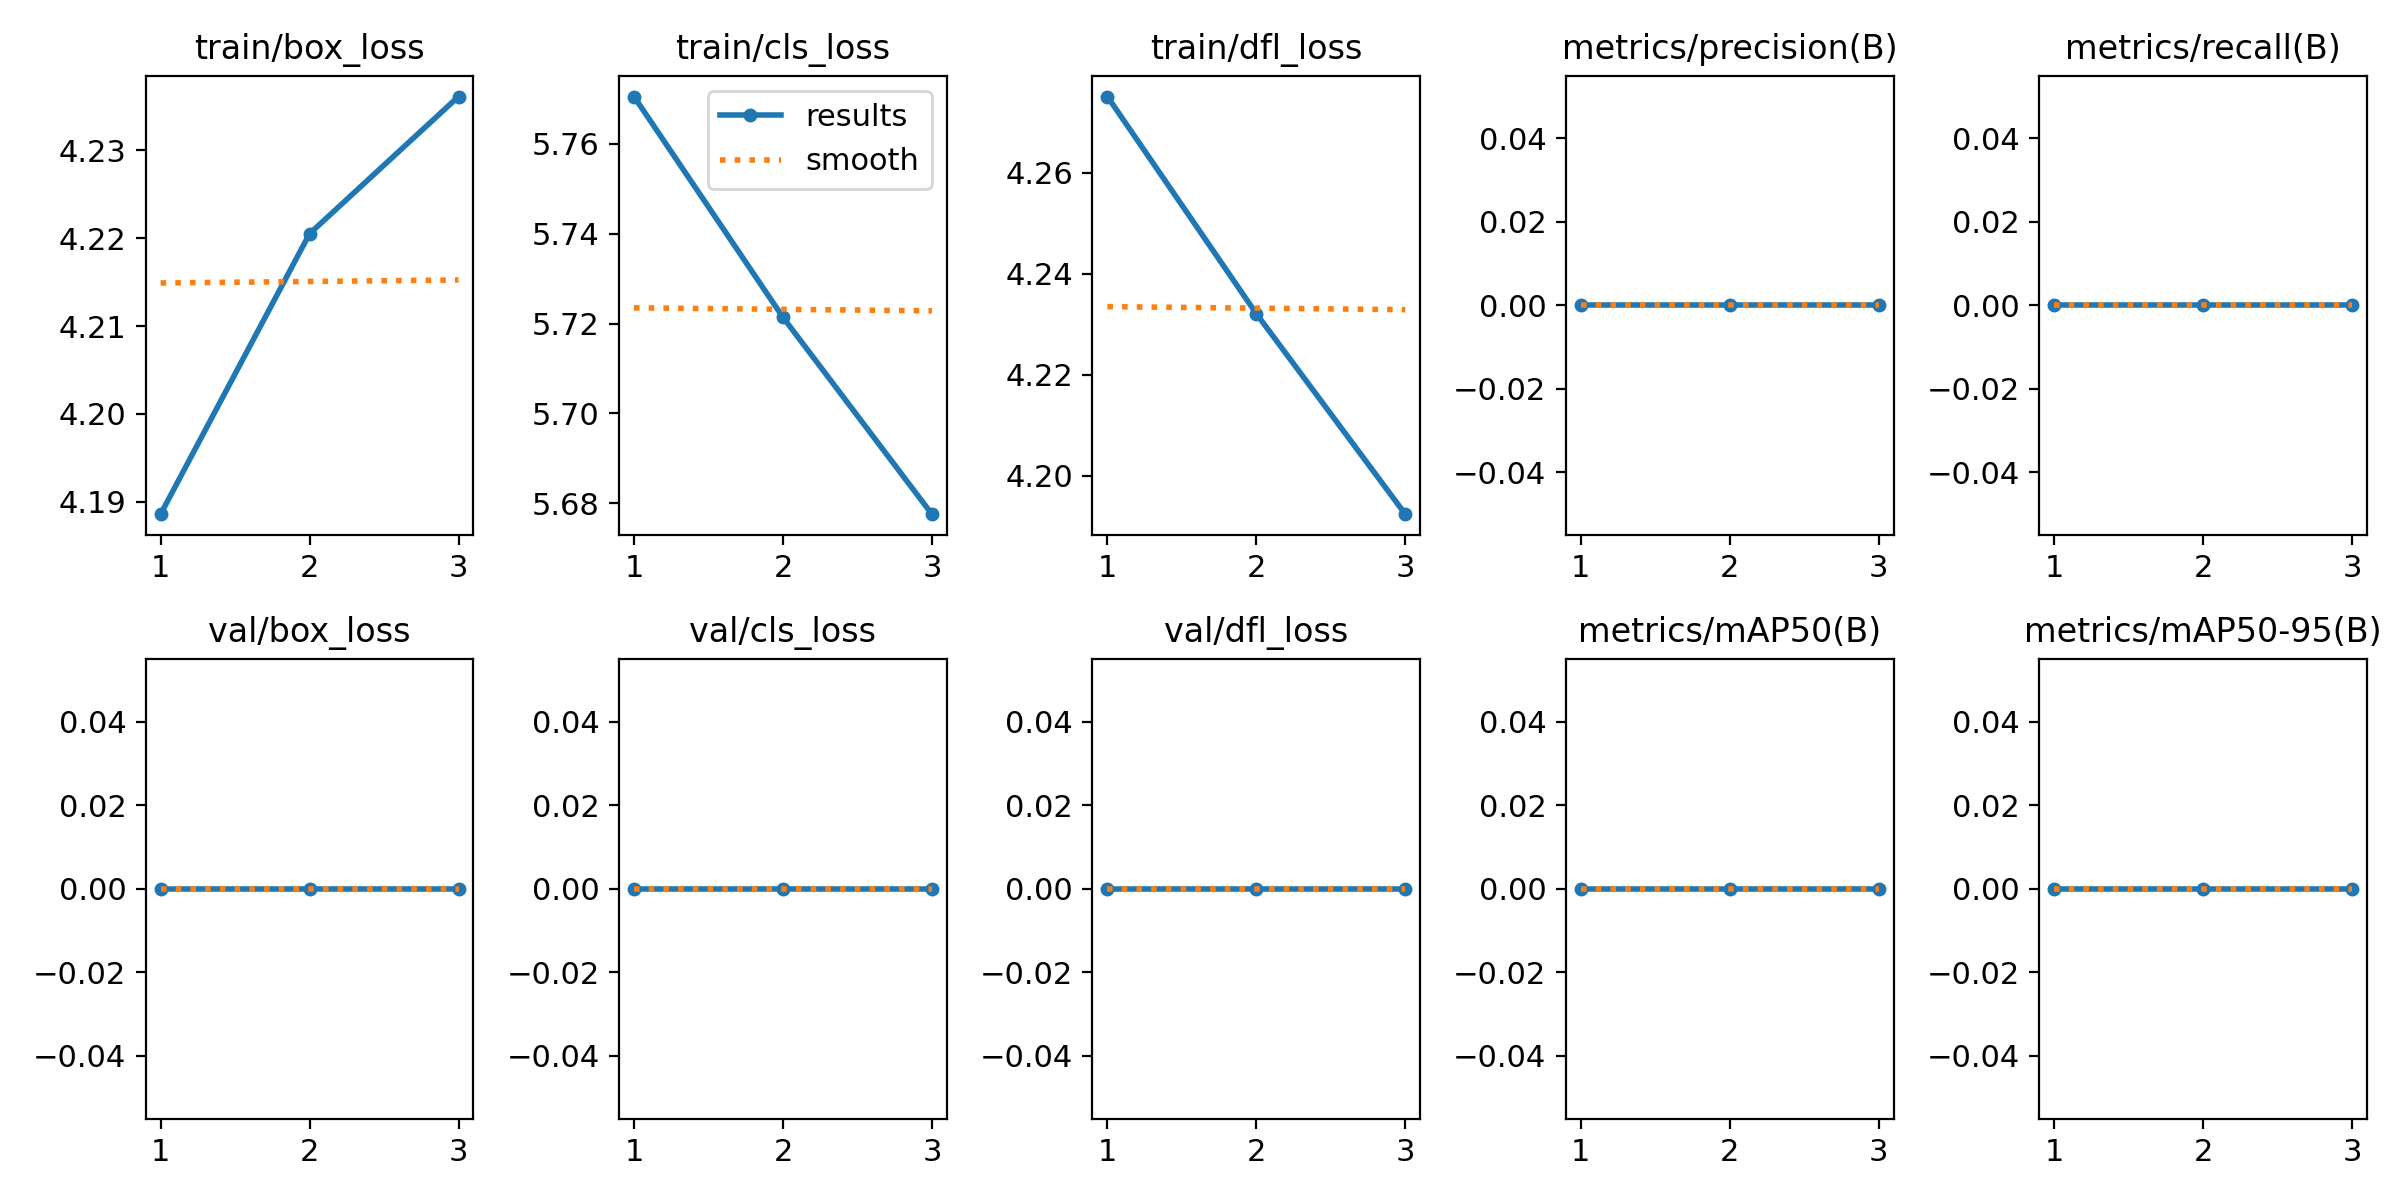 train/box_loss
train/cls_loss
train/dfl_loss
metrics/precision(B)
metrics/recall(B)
4.23
4.22
4.21
4.20
4.19
1 2 3
results
smooth
5.76
5.74
5.72
5.70
5.68
1 2 3
4.26
4.24
4.22
4.20
1 2 3
0.04
0.02
0.00
−0.02
−0.04
1 2 3
0.04
0.02
0.00
−0.02
−0.04
1 2 3
val/box_loss
val/cls_loss
val/dfl_loss
metrics/mAP50(B)
metrics/mAP50-95(B)
0.04
0.02
0.00
−0.02
−0.04
1 2 3
0.04
0.02
0.00
−0.02
−0.04
1 2 3
0.04
0.02
0.00
−0.02
−0.04
1 2 3
0.04
0.02
0.00
−0.02
−0.04
1 2 3
0.04
0.02
0.00
−0.02
−0.04
1 2 3